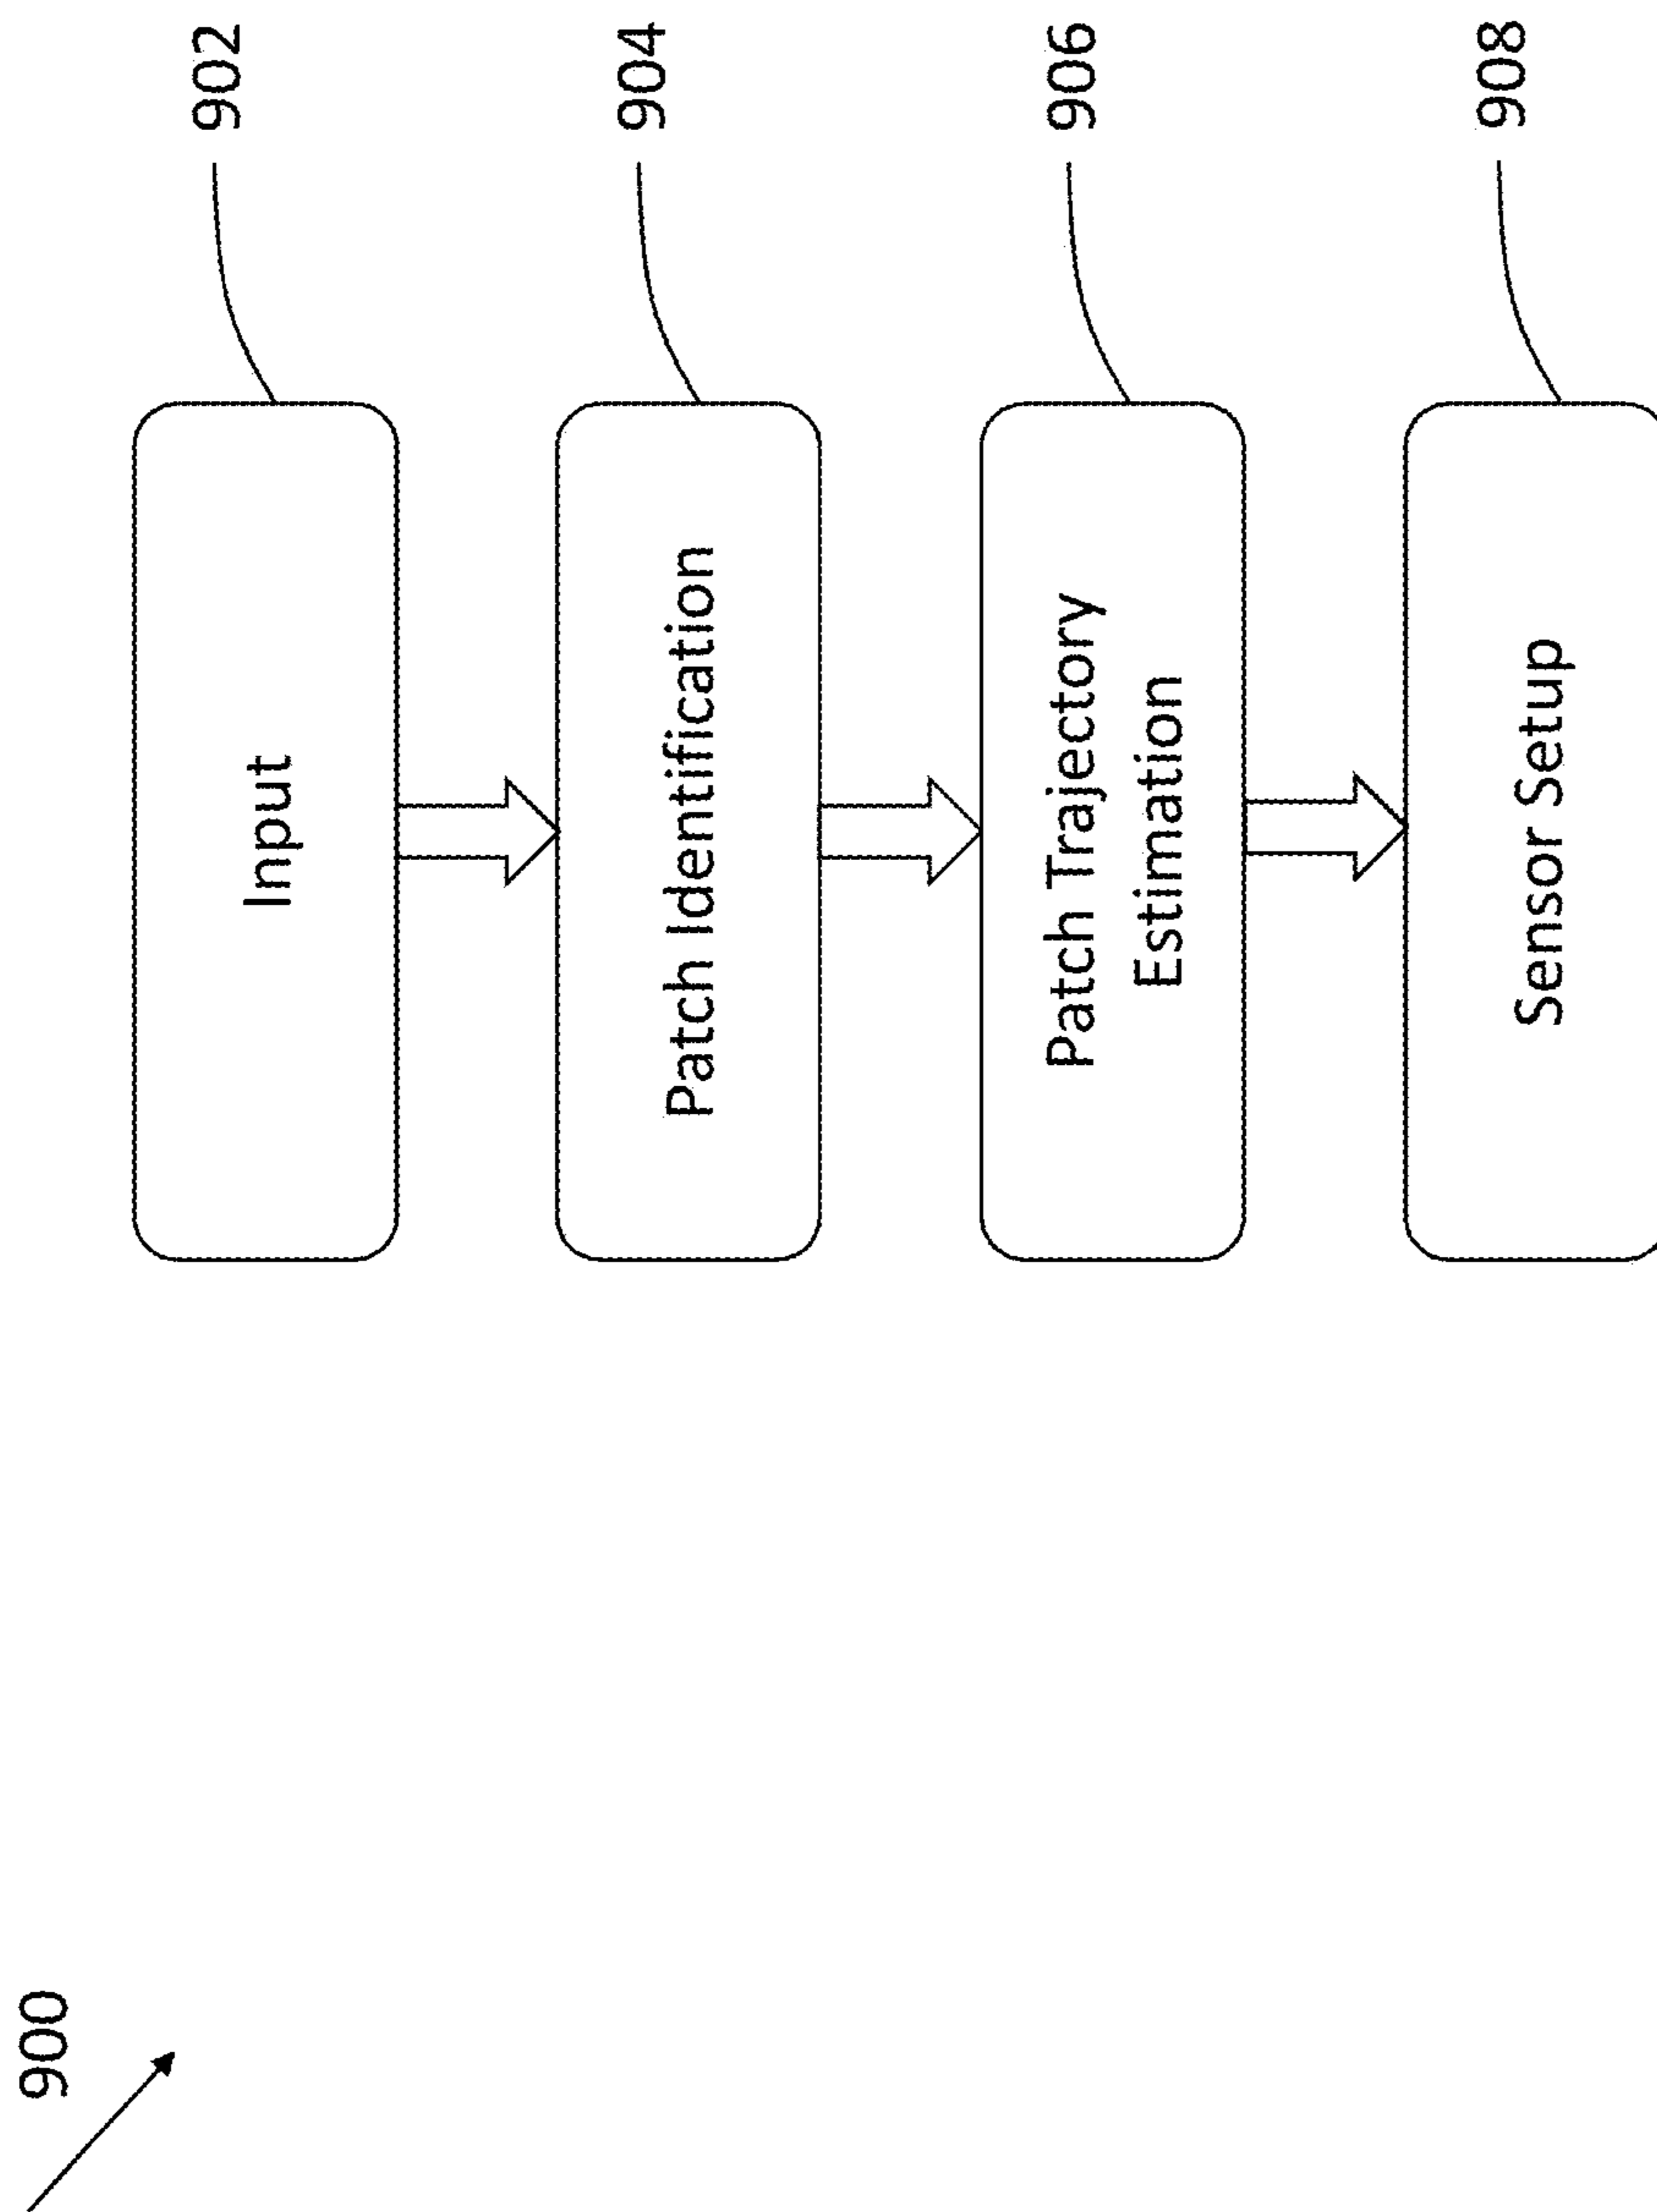 900
Input
902
Patch Identification
904
Patch Trajectory
Estimation
906
Sensor Setup
908